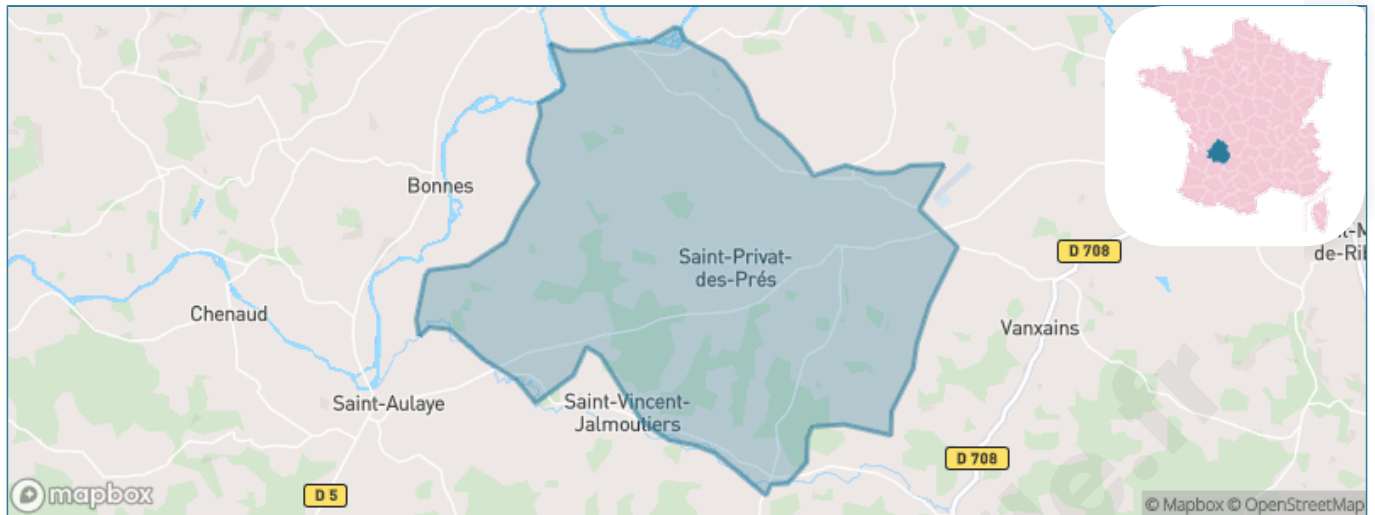 Bonnes
Saint-Privat-
des-Prés
D 708
de-Rib
Chenaud
Vanxains
Saint-Aulaye
Saint-Vincent-
Jalmoutiers
D 708
D 5
mapbox
© Mapbox © OpenStreetMap